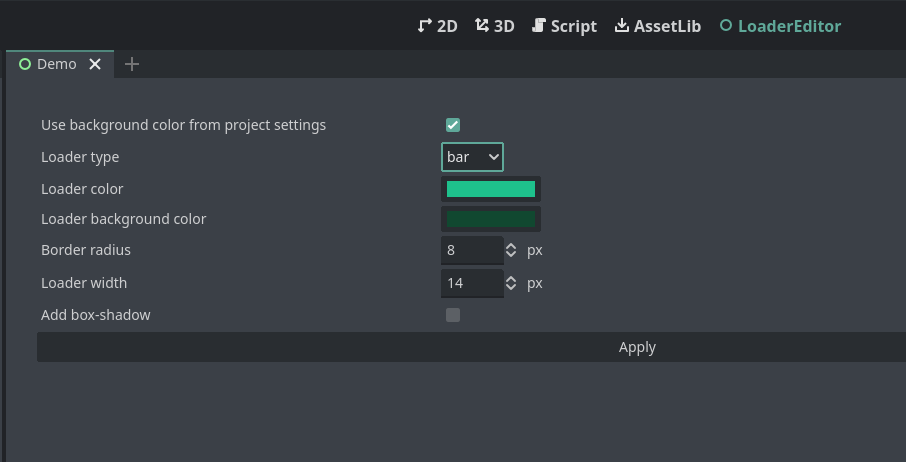 2D 3D Script AssetLib LoaderEditor
Demo
Use background color from project settings
Loader type bar
Loader color
Loader background color
Border radius 8 px
Loader width 14 px
Add box-shadow
Apply